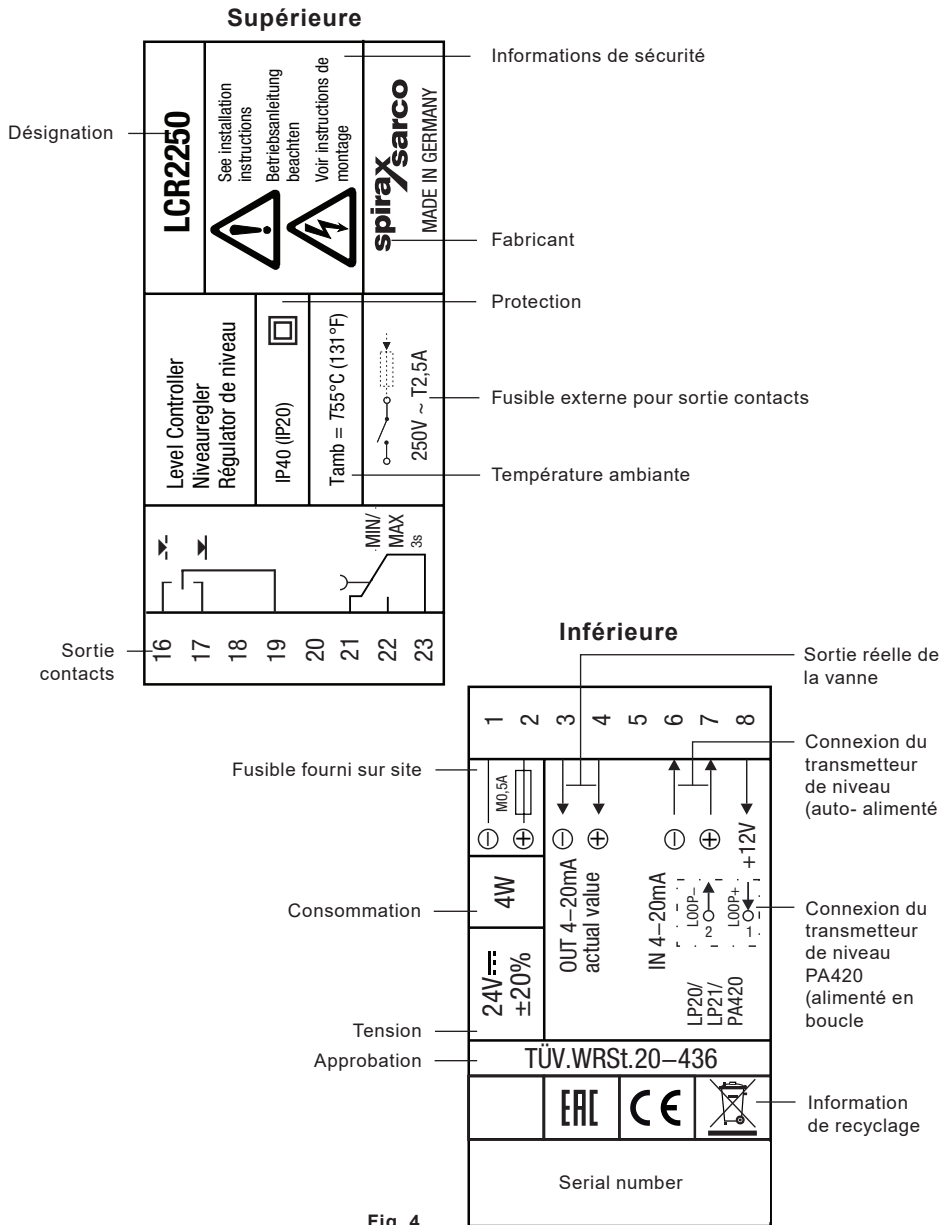 Supérieure
Désignation
LCR2250
See installation
instructions
Betriebsanleitung
beachten
Voir instructions de
montage
Informations de sécurité
spirax
sarco
MADE IN GERMANY
Fabricant
Level Controller
Niveauregler
Régulator de niveau
IP40 (IP20)
Protection
Tamb = T55°C (131°F)
250V ~ T2,5A
Fusible externe pour sortie contacts
Température ambiante
MIN/
MAX
3s
Sortie
contacts
16
17
18
19
20
21
22
23
Inférieure
1
2
3
4
5
6
7
8
Sortie réelle de
la vanne
Fusible fourni sur site
M0,5A
Connexion du
transmetteur
de niveau
(auto- alimenté
Consommation
4W
OUT 4–20mA
actual value
IN 4–20mA
+12V
LOOP-
2
LOOP+
1
LP20/
LP21/
PA420
Connexion du
transmetteur
de niveau
PA420
(alimenté en
boucle
Tension
24V
±20%
Approbation
TÜV.WRSt.20–436
EAC
CE
Information
de recyclage
Serial number
Fig. 4